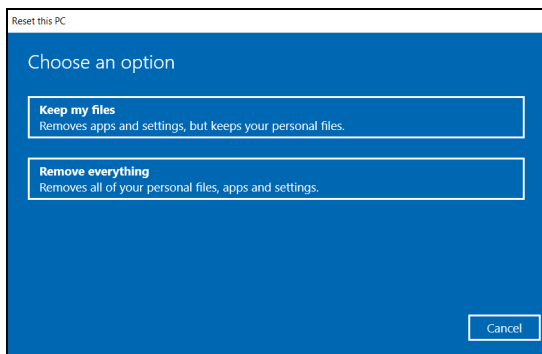 Reset this PC
Choose an option
Keep my files
Removes apps and settings, but keeps your personal files.
Remove everything
Removes all of your personal files, apps and settings.
Cancel